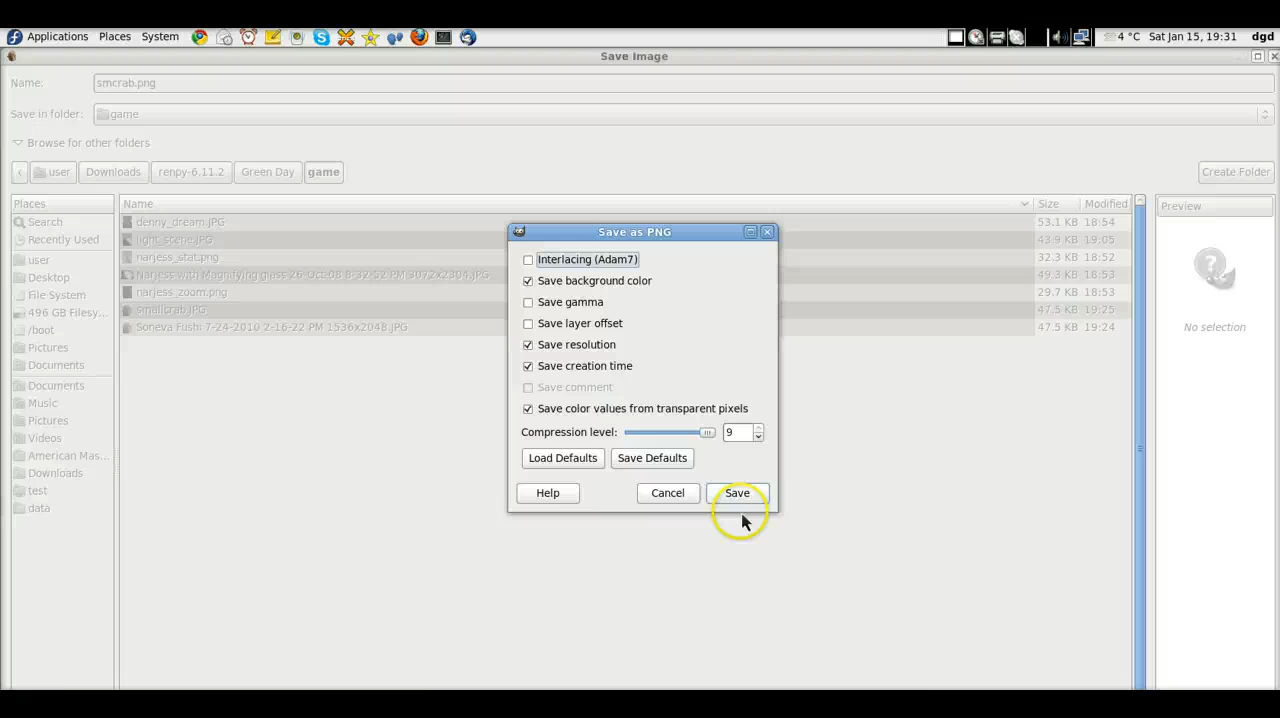 Applications Places System 4 °C Sat Jan 15, 19:31 dgd
Save Image
Name: smcrab.png
Save in folder: game
Browse for other folders
user Downloads renpy-6.11.2 Green Day game Create Folder
Places Name Size Modified Preview
Search denny_dream.JPG 53.1 KB 18:54
Recently Used light_scene.JPG 43.9 KB 19:05
user narjess_stat.png 32.3 KB 18:52
Desktop Narjess with Magnifying glass 26-Oct-08 8-32-52 PM 3072x2304.JPG 49.3 KB 18:53
File System narjess_zoom.png 29.7 KB 18:53
496 GB Filesy... smallcrab.JPG 47.5 KB 19:25
/boot Soneva Fushi 7-24-2010 2-16-22 PM 1536x2048.JPG 47.5 KB 19:24
No selection
Pictures
Documents
Documents
Music
Pictures
Videos
American Mas...
Downloads
test
data
Save as PNG
Interlacing (Adam7)
Save background color
Save gamma
Save layer offset
Save resolution
Save creation time
Save comment
Save color values from transparent pixels
Compression level: 9
Load Defaults Save Defaults
Help Cancel Save